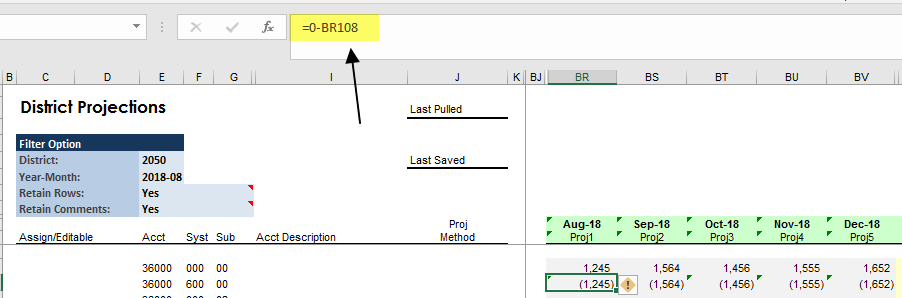 fx =0-BR108
B C D E F G I J K BJ BR BS BT BU BV
District Projections
Last Pulled
Filter Option
District: 2050
Last Saved
Year-Month: 2018-08
Retain Rows: Yes
Retain Comments: Yes
Proj
Assign/Editable Acct Syst Sub Acct Description Method
Aug-18 Sep-18 Oct-18 Nov-18 Dec-18
Proj1 Proj2 Proj3 Proj4 Proj5
36000 000 00 1,245 1,564 1,456 1,555 1,652
36000 600 00 (1,245) ! (1,564) (1,456) (1,555) (1,652)